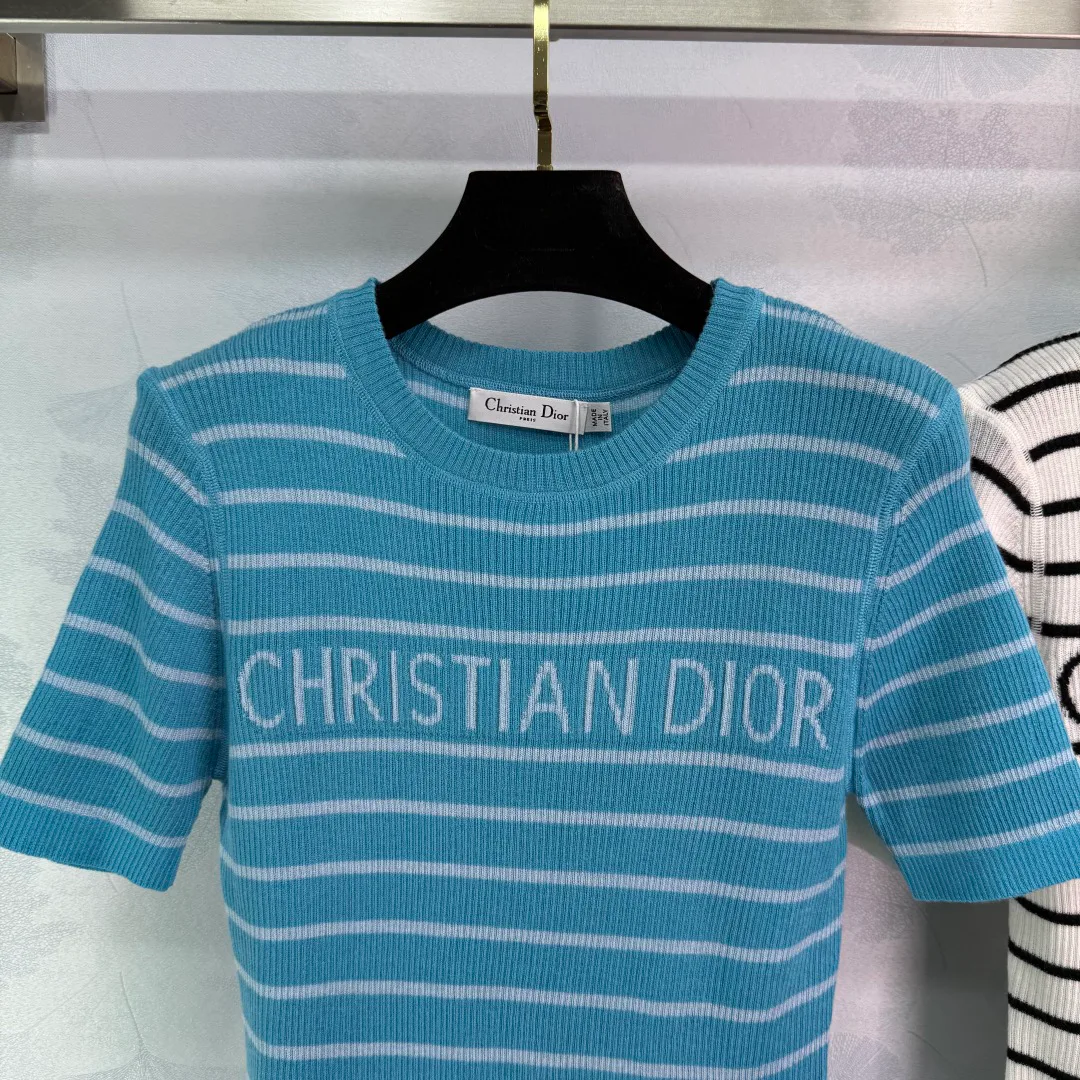 Christian Dior
PARIS
MADE
IN
ITALY
CHRISTIAN DIOR